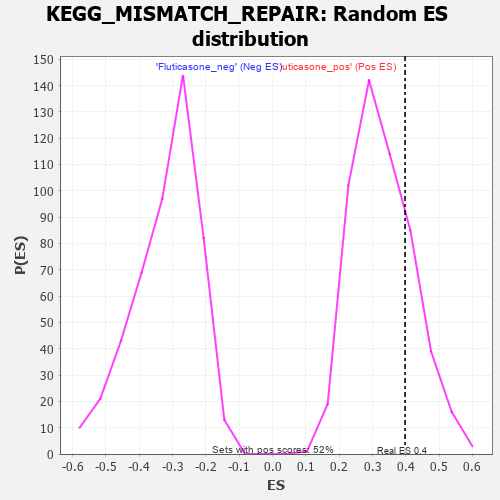 KEGG_MISMATCH_REPAIR: Random ES
distribution
'Fluticasone_neg' (Neg ES)
uticasone_pos' (Pos ES)
150
140
130
120
110
100
90
80
70
60
50
40
30
20
10
0
P(ES)
Sets with pos scores: 52%
Real ES 0.4
-0.6 -0.5 -0.4 -0.3 -0.2 -0.1 0.0 0.1 0.2 0.3 0.4 0.5 0.6
ES